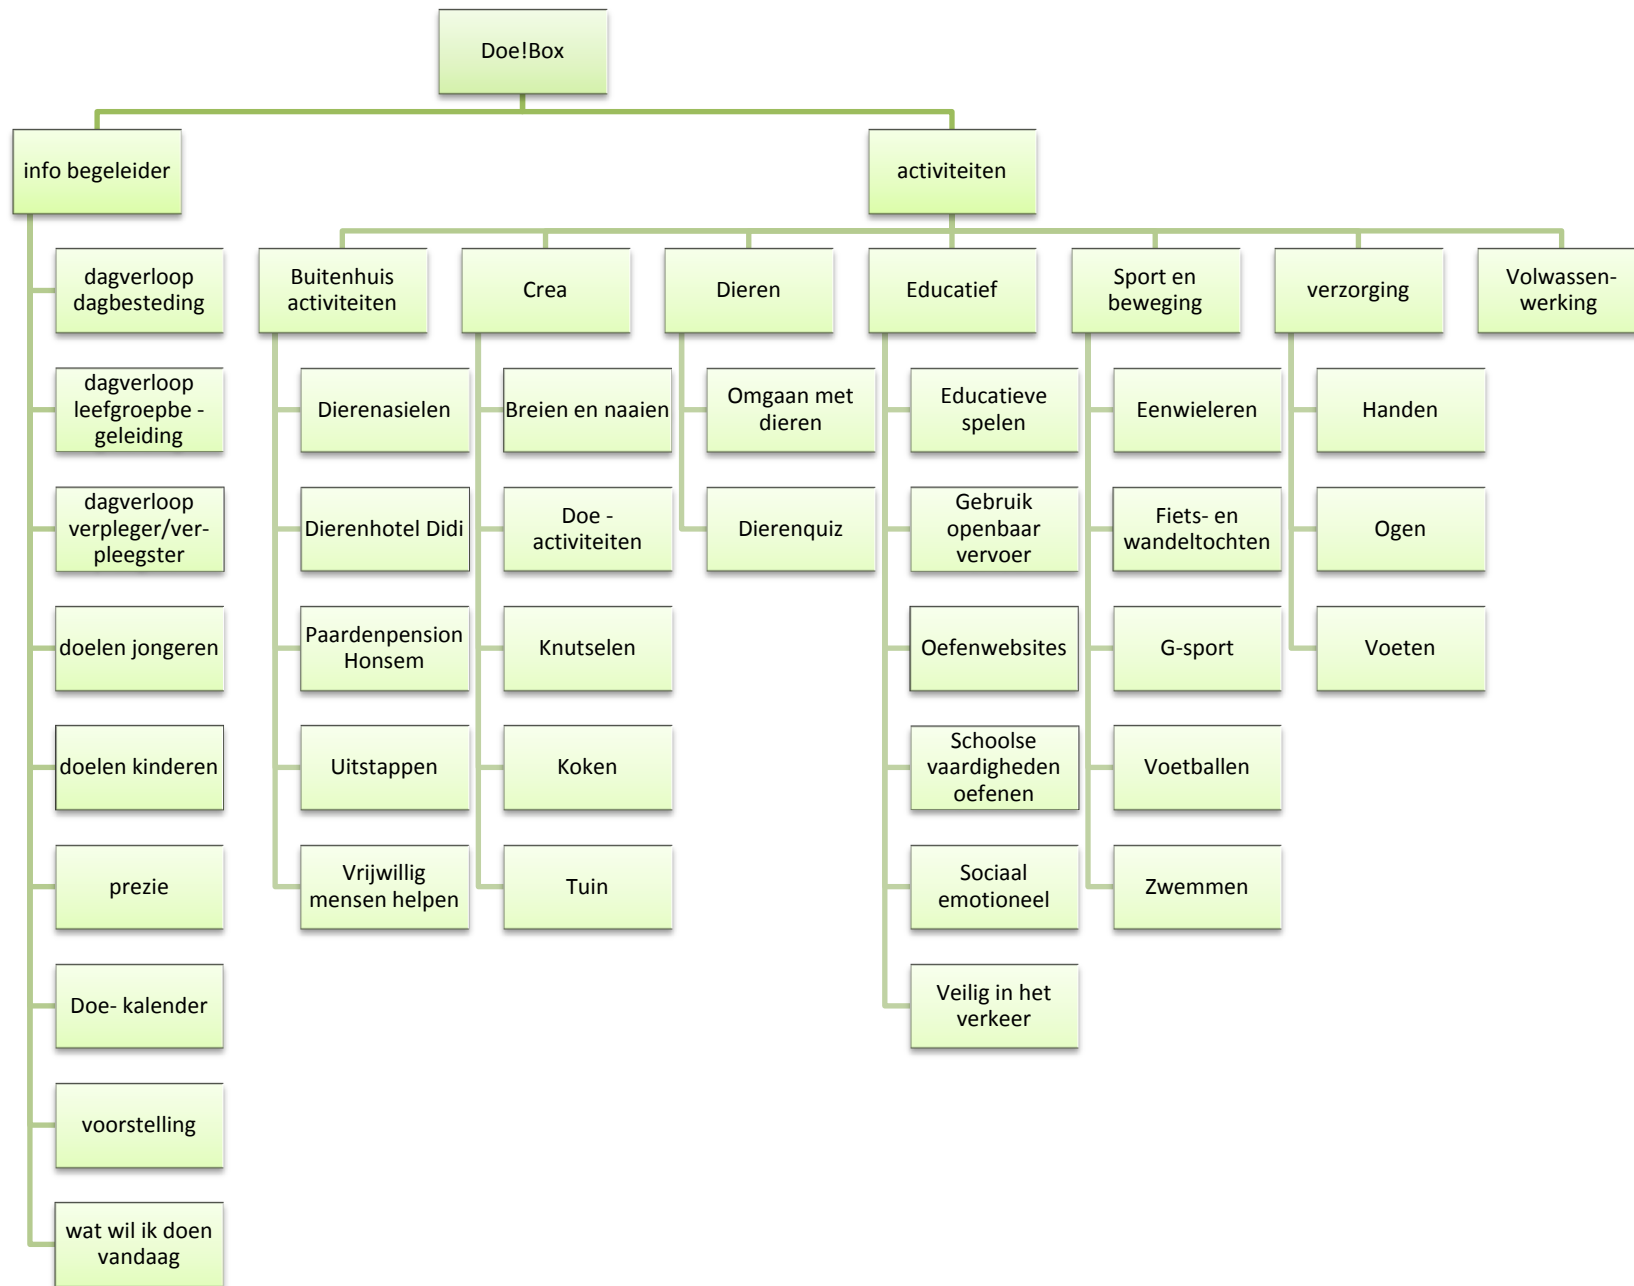 Doe!Box
info begeleider
dagverloop
dagbesteding
dagverloop
leefgroepbe -
geleiding
dagverloop
verpleger/ver-
pleegster
doelen jongeren
doelen kinderen
prezie
Doe- kalender
voorstelling
wat wil ik doen
vandaag
activiteiten
Buitenhuis
activiteiten
Dierenasielen
Dierenhotel Didi
Paardenpension
Honsem
Uitstappen
Vrijwillig
mensen helpen
Crea
Breien en naaien
Doe -
activiteiten
Knutselen
Koken
Tuin
Dieren
Omgaan met
dieren
Dierenquiz
Educatief
Educatieve
spelen
Gebruik
openbaar
vervoer
Oefenwebsites
Schoolse
vaardigheden
oefenen
Sociaal
emotioneel
Veilig in het
verkeer
Sport en
beweging
Eenwieleren
Fiets- en
wandeltochten
G-sport
Voetballen
Zwemmen
verzorging
Handen
Ogen
Voeten
Volwassen-
werking